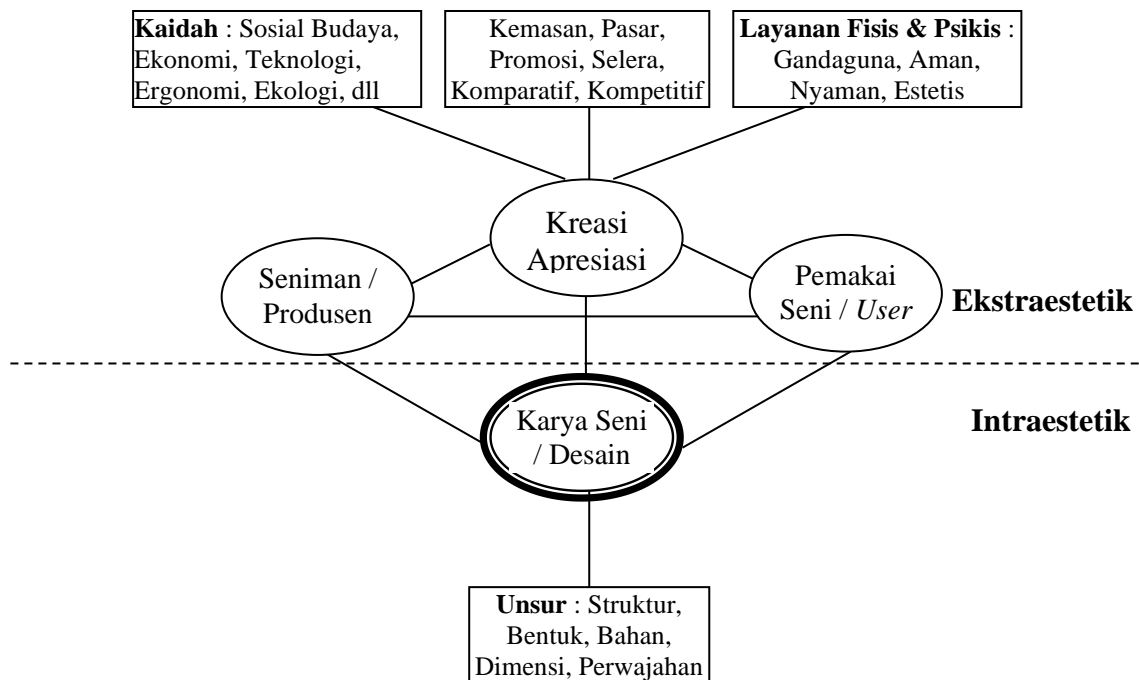 Kaidah : Sosial Budaya,
Ekonomi, Teknologi,
Ergonomi, Ekologi, dll
Kemasan, Pasar,
Promosi, Selera,
Komparatif, Kompetitif
Layanan Fisis & Psikis :
Gandaguna, Aman,
Nyaman, Estetis
Kreasi
Apresiasi
Seniman /
Produsen
Pemakai
Seni / User
Ekstraestetik
Karya Seni
/ Desain
Intraestetik
Unsur : Struktur,
Bentuk, Bahan,
Dimensi, Perwajahan